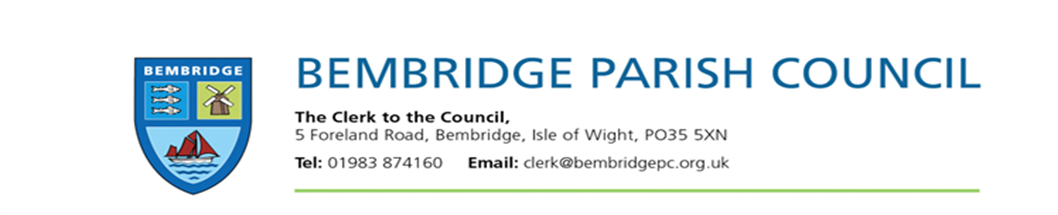 BEMBRIDGE
BEMBRIDGE PARISH COUNCIL
The Clerk to the Council,
5 Foreland Road, Bembridge, Isle of Wight, PO35 5XN
Tel: 01983 874160 Email: clerk@bembridgepc.org.uk